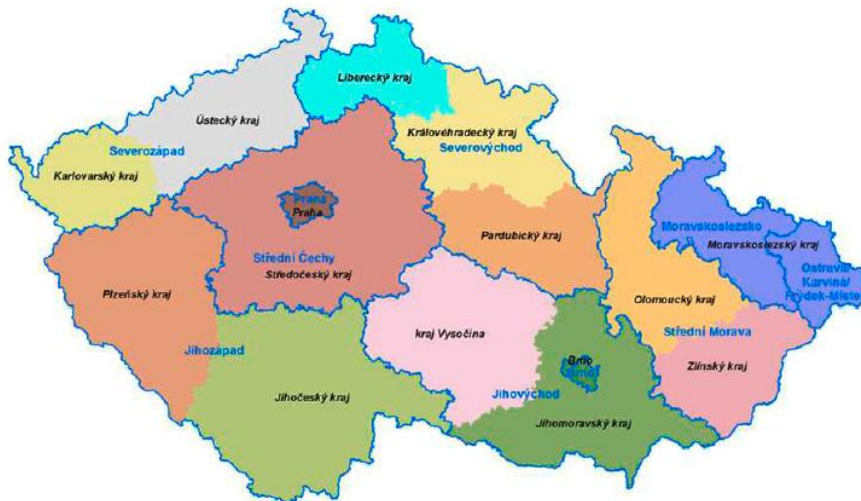 Liberecký kraj
Ústecký kraj
Královéhradecký kraj
Severovýchod
Severozápad
Karlovarský kraj
Praha
Praha
Moravskoslezsko
Pardubický kraj
Moravskoslezský kraj
Střední Čechy
Středočeský kraj
Ostrava/
Karviná/
Frýdek-Místek
Plzeňský kraj
Olomoucký kraj
kraj Vysočina
Střední Morava
Jihozápad
Brno
Brno
Zlínský kraj
Jihovýchod
Jihočeský kraj
Jihomoravský kraj